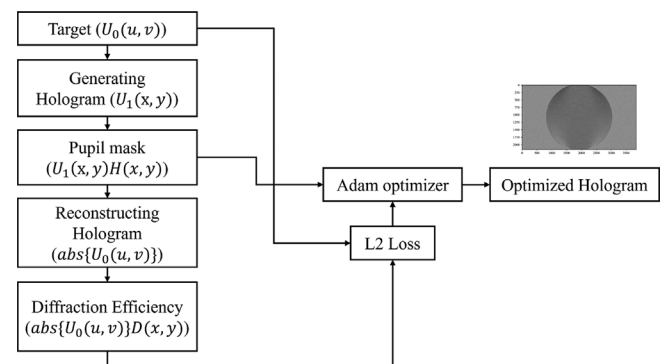 Target (U₀(u, v))
Generating
Hologram (U₁(x, y))
Pupil mask
(U₁(x, y)H(x, y))
Reconstructing
Hologram
(abs{U₀(u, v)})
Diffraction Efficiency
(abs{U₀(u, v)}D(x, y))
Adam optimizer
L2 Loss
Optimized Hologram